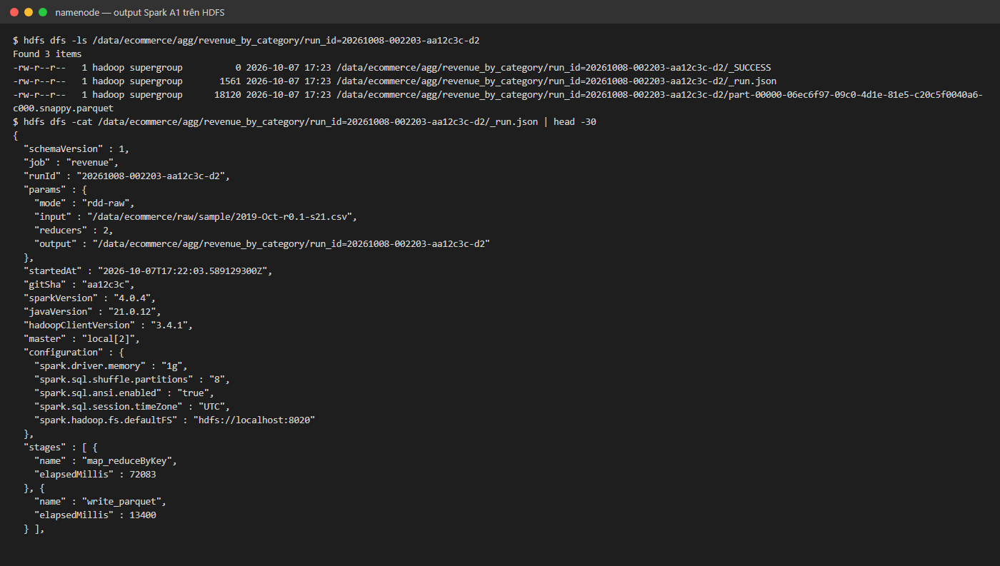 namenode — output Spark A1 trên HDFS
$ hdfs dfs -ls /data/ecommerce/agg/revenue_by_category/run_id=20261008-002203-aa12c3c-d2
Found 3 items
-rw-r--r--   1 hadoop supergroup          0 2026-10-07 17:23 /data/ecommerce/agg/revenue_by_category/run_id=20261008-002203-aa12c3c-d2/_SUCCESS
-rw-r--r--   1 hadoop supergroup       1561 2026-10-07 17:23 /data/ecommerce/agg/revenue_by_category/run_id=20261008-002203-aa12c3c-d2/_run.json
-rw-r--r--   1 hadoop supergroup      18120 2026-10-07 17:23 /data/ecommerce/agg/revenue_by_category/run_id=20261008-002203-aa12c3c-d2/part-00000-06ec6f97-09c0-4d1e-81e5-c20c5f0040a6-
c000.snappy.parquet
$ hdfs dfs -cat /data/ecommerce/agg/revenue_by_category/run_id=20261008-002203-aa12c3c-d2/_run.json | head -30
{
  "schemaVersion" : 1,
  "job" : "revenue",
  "runId" : "20261008-002203-aa12c3c-d2",
  "params" : {
    "mode" : "rdd-raw",
    "input" : "/data/ecommerce/raw/sample/2019-Oct-r0.1-s21.csv",
    "reducers" : 2,
    "output" : "/data/ecommerce/agg/revenue_by_category/run_id=20261008-002203-aa12c3c-d2"
  },
  "startedAt" : "2026-10-07T17:22:03.589129300Z",
  "gitSha" : "aa12c3c",
  "sparkVersion" : "4.0.4",
  "javaVersion" : "21.0.12",
  "hadoopClientVersion" : "3.4.1",
  "master" : "local[2]",
  "configuration" : {
    "spark.driver.memory" : "1g",
    "spark.sql.shuffle.partitions" : "8",
    "spark.sql.ansi.enabled" : "true",
    "spark.sql.session.timeZone" : "UTC",
    "spark.hadoop.fs.defaultFS" : "hdfs://localhost:8020"
  },
  "stages" : [ {
    "name" : "map_reduceByKey",
    "elapsedMillis" : 72083
  }, {
    "name" : "write_parquet",
    "elapsedMillis" : 13400
  } ],